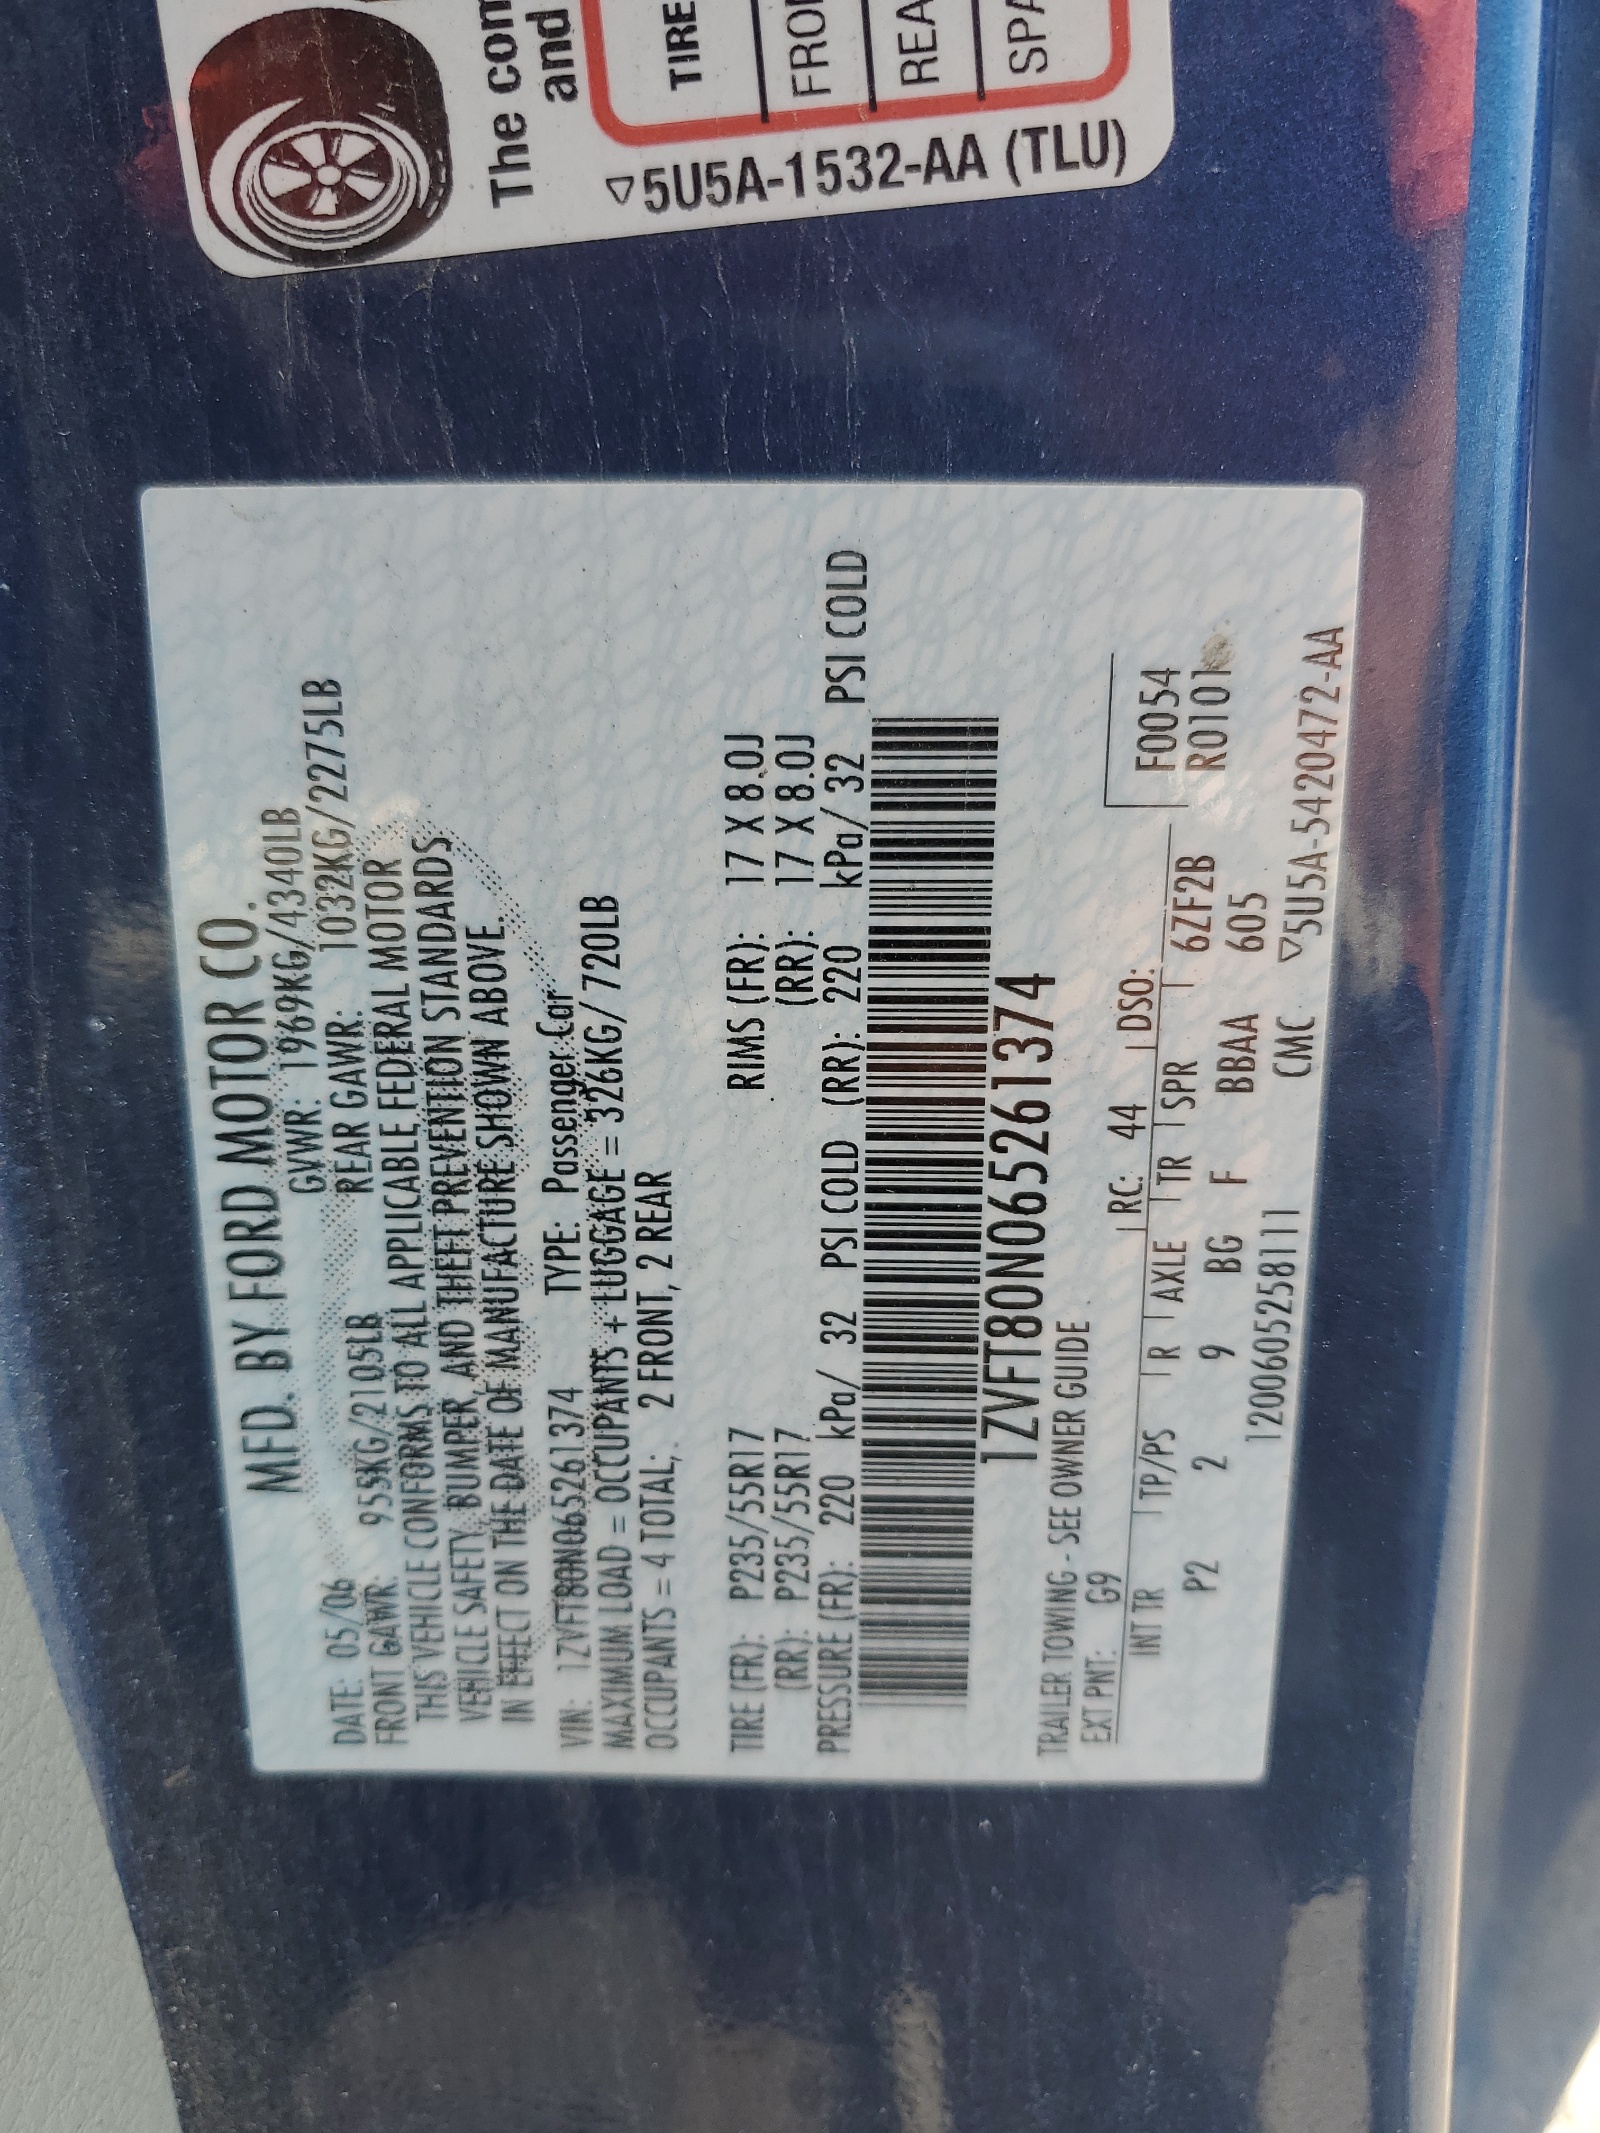 MFD. BY FORD MOTOR CO.
DATE: 05/06 GVWR: 1969KG/4340LB
FRONT GAWR: 955KG/2105LB REAR GAWR: 1032KG/2275LB
THIS VEHICLE CONFORMS TO ALL APPLICABLE FEDERAL MOTOR
VEHICLE SAFETY, BUMPER, AND THEFT PREVENTION STANDARDS
IN EFFECT ON THE DATE OF MANUFACTURE SHOWN ABOVE.
VIN: 1ZVFT80N065261374 TYPE: Passenger Car
MAXIMUM LOAD = OCCUPANTS + LUGGAGE = 326KG/720LB
OCCUPANTS = 4 TOTAL; 2 FRONT, 2 REAR
TIRE (FR): P235/55R17 RIMS (FR): 17 X 8.0J
(RR): P235/55R17 (RR): 17 X 8.0J
PRESSURE (FR): 220 kPa/ 32 PSI COLD (RR): 220 kPa/ 32 PSI COLD
1ZVFT80N065261374
TRAILER TOWING - SEE OWNER GUIDE
EXT PNT: G9 RC: 44 DSO:
INT TR TP/PS R AXLE TR SPR F0054
P2 2 9 BG F BBAA 6ZF2B R0101
605
1200605258111 CMC ▽5U5A-5420472-AA
The com
and
TIRE
FRO
REA
SPA
▽5U5A-1532-AA (TLU)